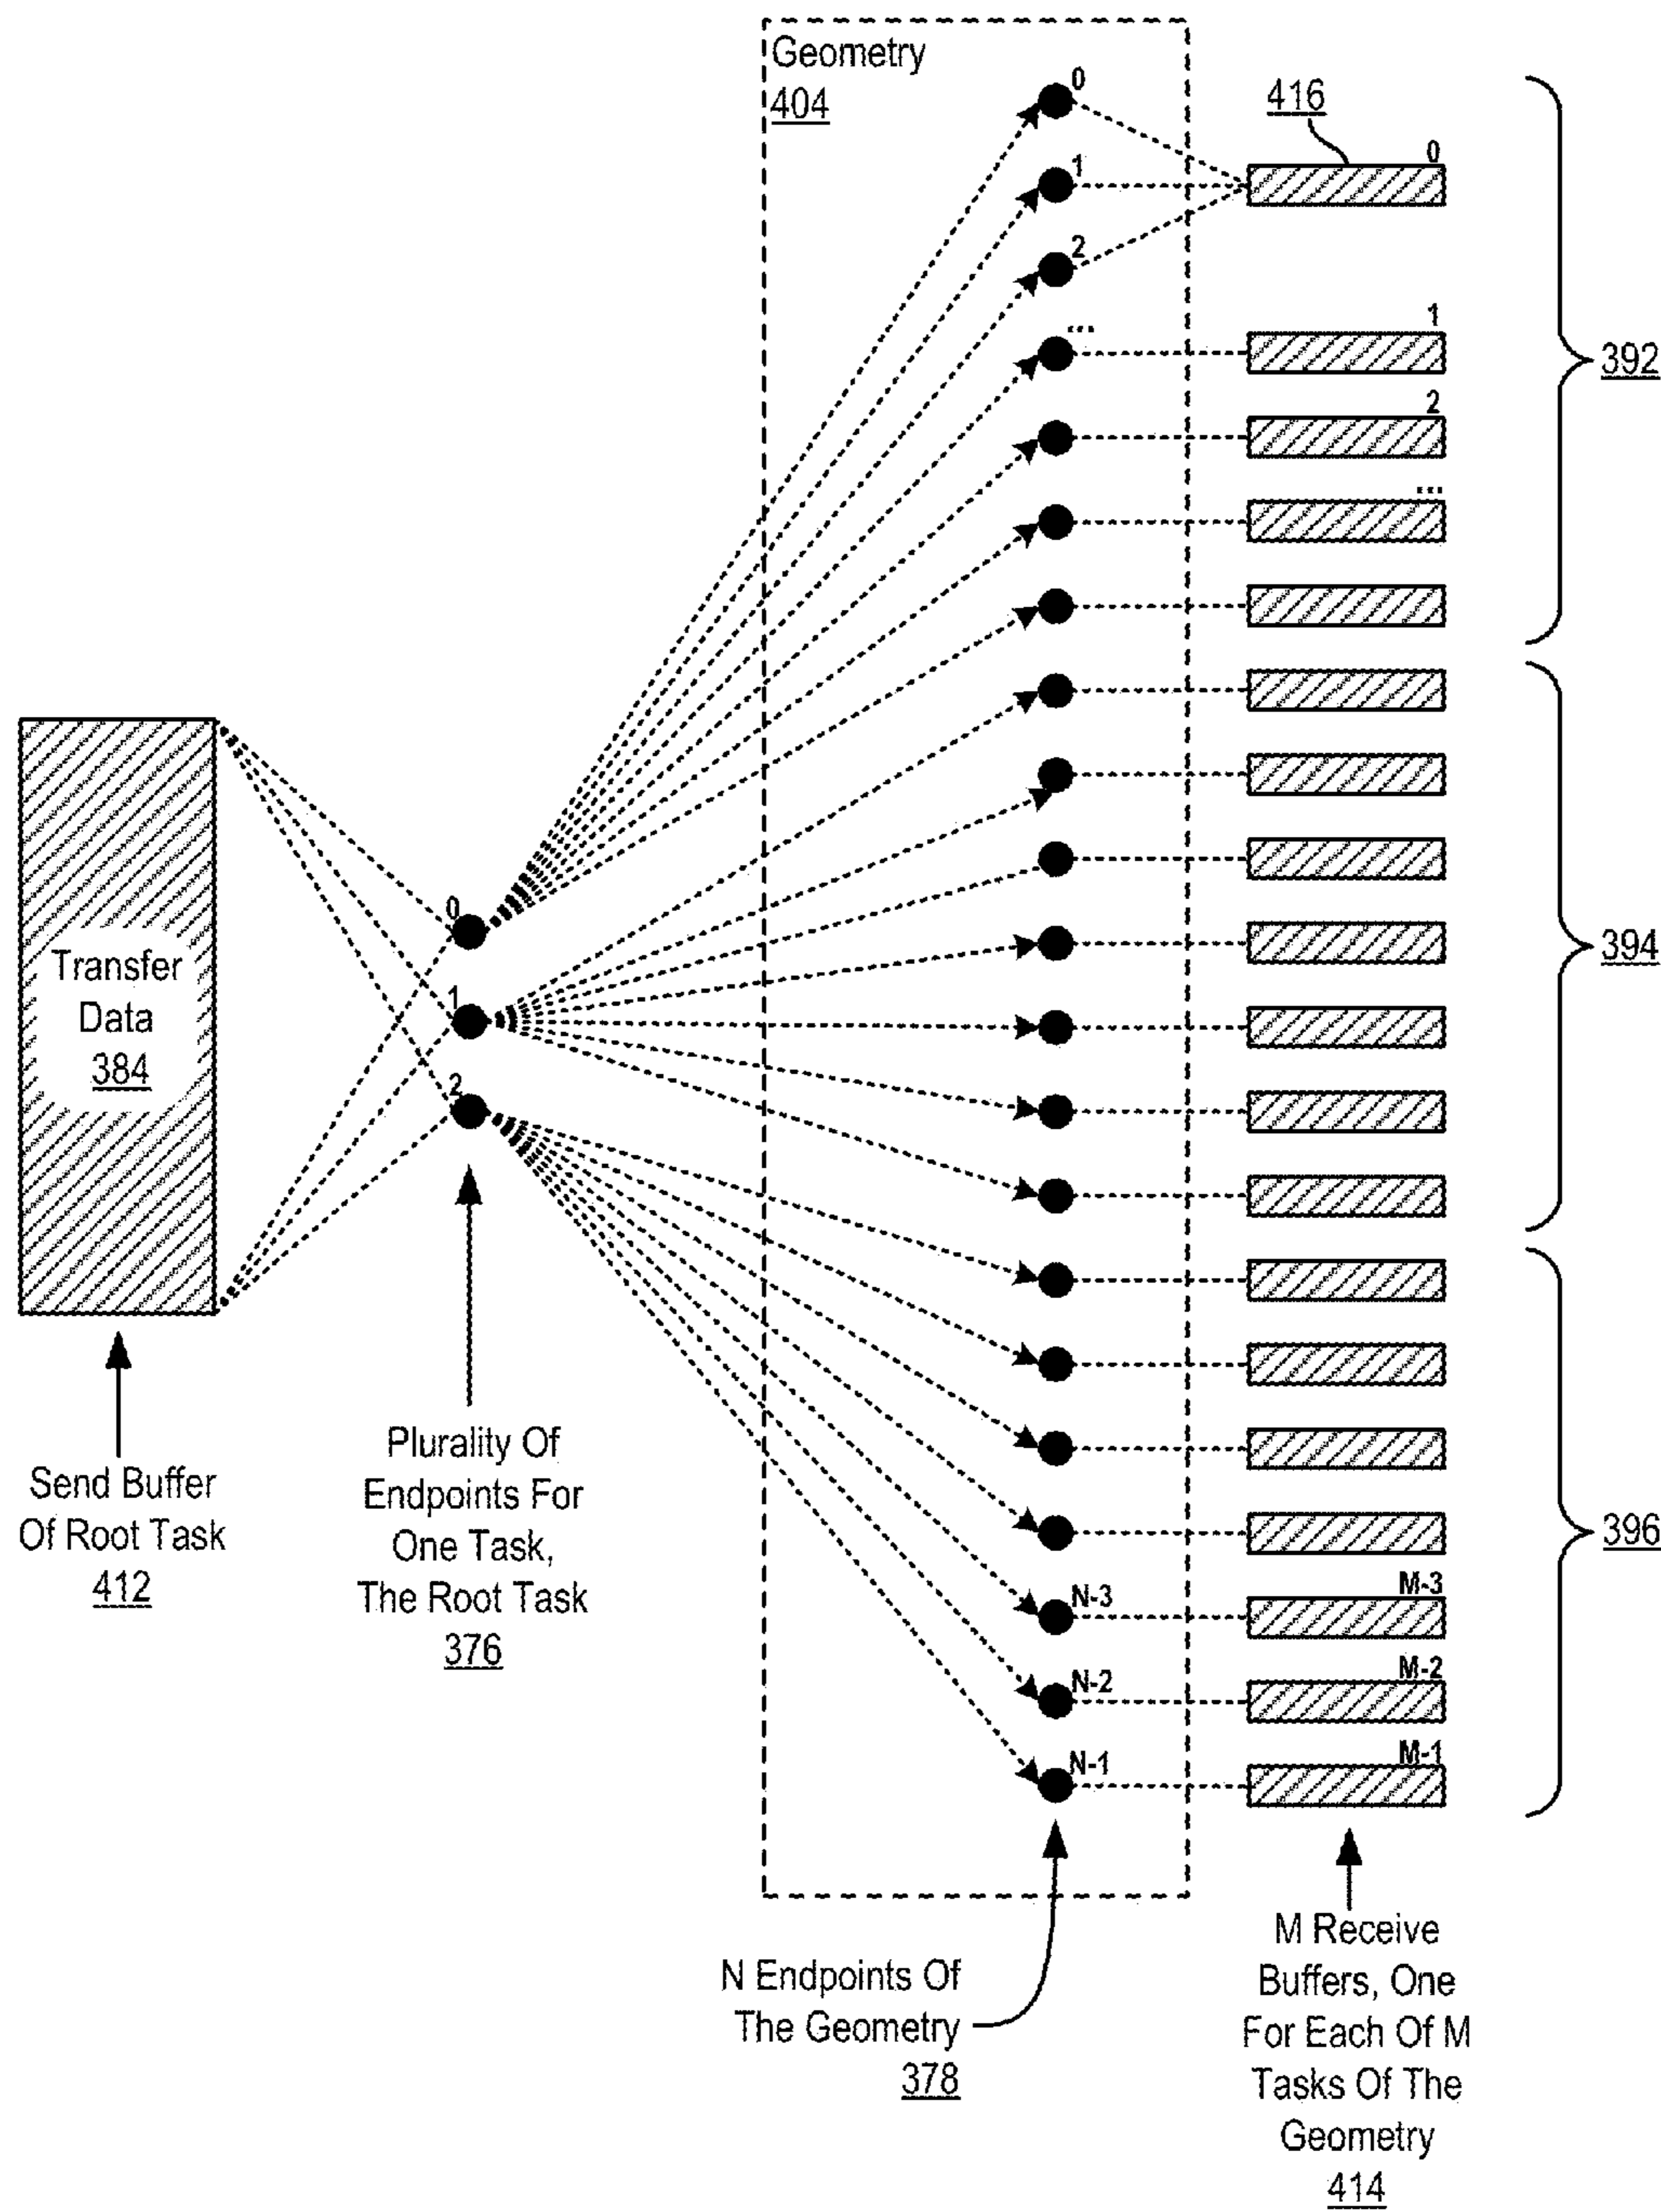 Geometry
404
0
1
2
...
N-3
N-2
N-1
416
0
1
2
...
M-3
M-2
M-1
392
394
396
Transfer
Data
384
0
1
2
Send Buffer
Of Root Task
412
Plurality Of
Endpoints For
One Task,
The Root Task
376
N Endpoints Of
The Geometry
378
M Receive
Buffers, One
For Each Of M
Tasks Of The
Geometry
414